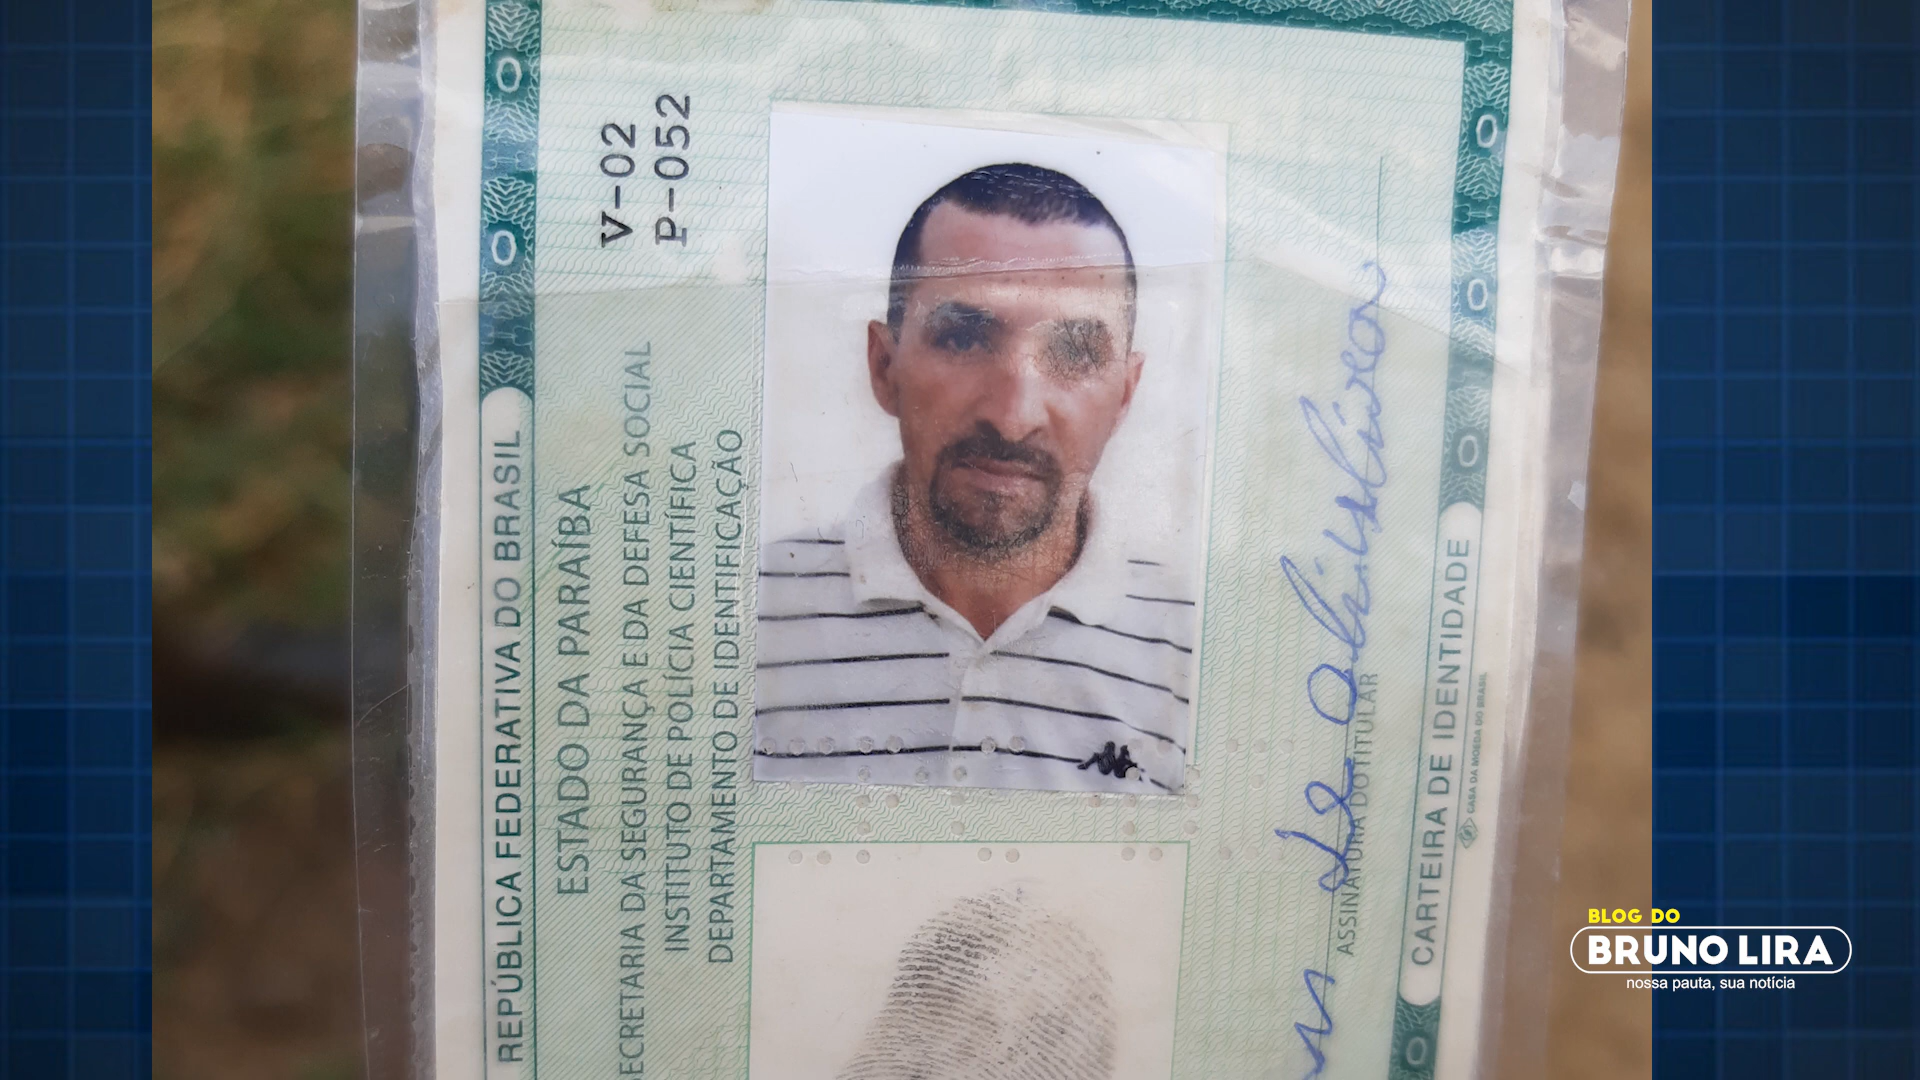 REPÚBLICA FEDERATIVA DO BRASIL
ESTADO DA PARAÍBA
SECRETARIA DA SEGURANÇA E DA DEFESA SOCIAL
INSTITUTO DE POLÍCIA CIENTÍFICA
DEPARTAMENTO DE IDENTIFICAÇÃO
V-02
P-052
de oliveira
ASSINATURA DO TITULAR
CARTEIRA DE IDENTIDADE
CASA DA MOEDA DO BRASIL
BLOG DO
BRUNO LIRA
nossa pauta, sua notícia